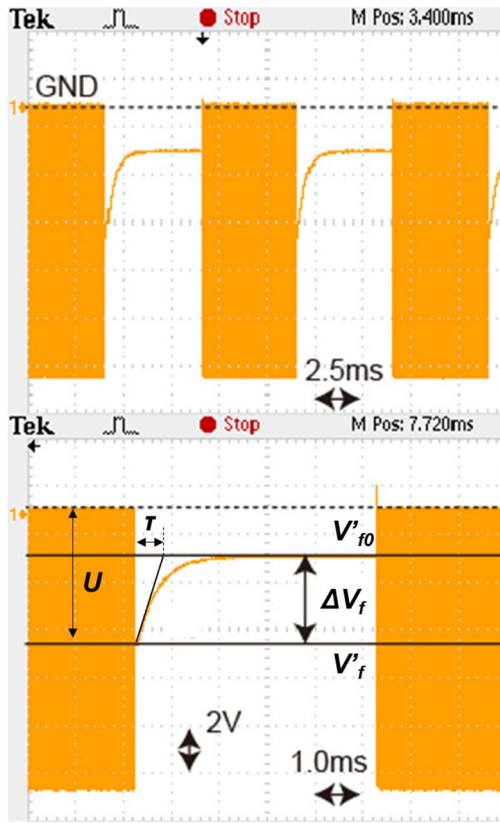 Tek Stop M Pos: 3.400ms
GND
1
2.5ms
Tek Stop M Pos: 7.720ms
1
τ
V'f0
U
ΔVf
V'f
2V
1.0ms